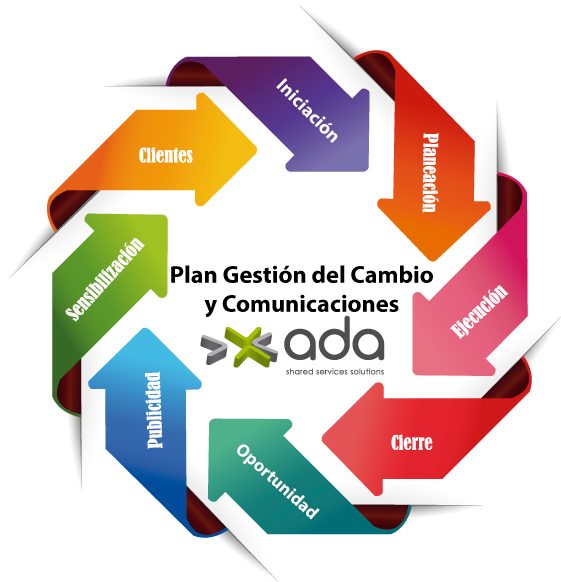 Iniciación
Planeación
Ejecución
Cierre
Oportunidad
Publicidad
Sensibilización
Clientes
Plan Gestión del Cambio
y Comunicaciones
ada
shared services solutions